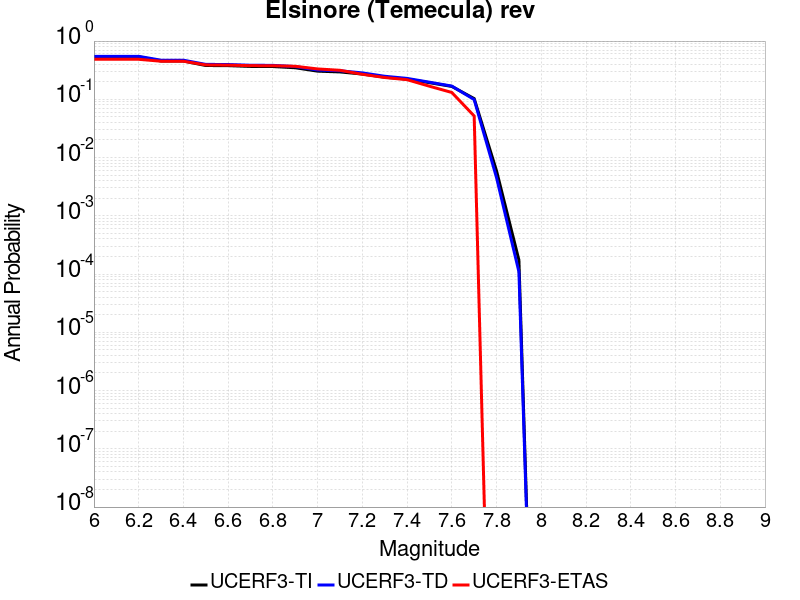 Elsinore (Temecula) rev
10^0
10^-1
10^-2
10^-3
10^-4
10^-5
10^-6
10^-7
10^-8
Annual Probability
6 6.2 6.4 6.6 6.8 7 7.2 7.4 7.6 7.8 8 8.2 8.4 8.6 8.8 9
Magnitude
UCERF3-TI UCERF3-TD UCERF3-ETAS